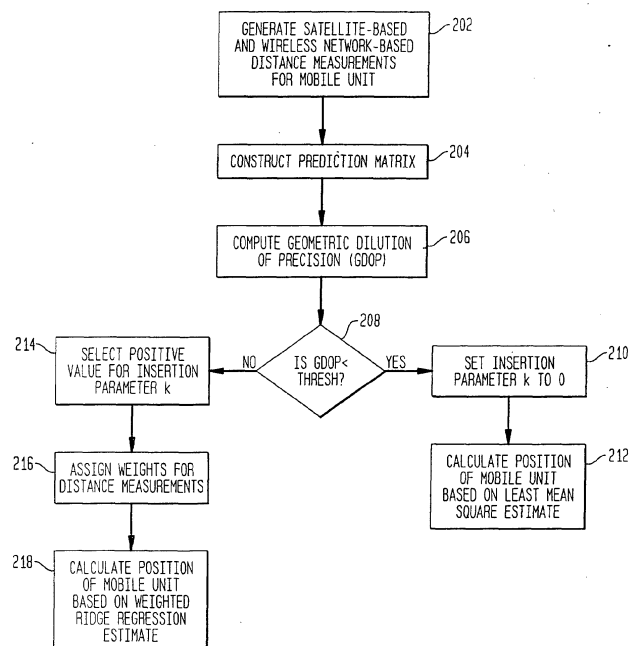 GENERATE SATELLITE-BASED
AND WIRELESS NETWORK-BASED
DISTANCE MEASUREMENTS
FOR MOBILE UNIT
202
CONSTRUCT PREDICTION MATRIX
204
COMPUTE GEOMETRIC DILUTION
OF PRECISION (GDOP)
206
208
IS GDOP<
THRESH?
NO
YES
214
SELECT POSITIVE
VALUE FOR INSERTION
PARAMETER k
210
SET INSERTION
PARAMETER k TO 0
216
ASSIGN WEIGHTS FOR
DISTANCE MEASUREMENTS
212
CALCULATE POSITION
OF MOBILE UNIT
BASED ON LEAST MEAN
SQUARE ESTIMATE
218
CALCULATE POSITION
OF MOBILE UNIT
BASED ON WEIGHTED
RIDGE REGRESSION
ESTIMATE